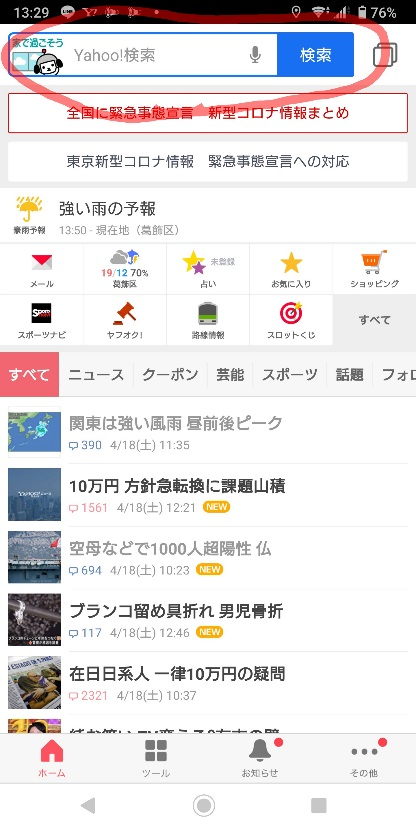 13:29
76%
家で過ごそう
Yahoo!検索
検索
全国に緊急事態宣言 新型コロナ情報まとめ
東京新型コロナ情報 緊急事態宣言への対応
強い雨の予報
豪雨予報
13:50 - 現在地（葛飾区）
メール
19/12 70%
葛飾区
未登録
占い
お気に入り
ショッピング
Sporo
スポーツナビ
ヤフオク!
路線情報
スロットくじ
すべて
すべて ニュース クーポン 芸能 スポーツ 話題 フォロ
関東は強い風雨 昼前後ピーク
390 4/18(土) 11:35
10万円 方針急転換に課題山積
1561 4/18(土) 12:21 NEW
空母などで1000人超陽性 仏
694 4/18(土) 10:23 NEW
ブランコ留め具折れ 男児骨折
117 4/18(土) 12:46 NEW
在日日系人 一律10万円の疑問
2321 4/18(土) 10:37
ホーム
ツール
お知らせ
その他